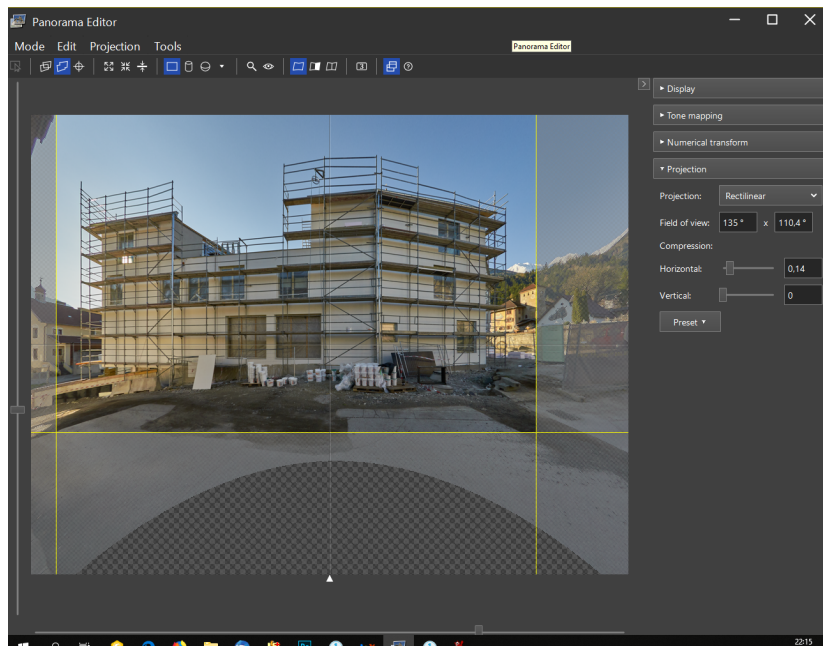 Panorama Editor
Mode Edit Projection Tools
Panorama Editor
Display
Tone mapping
Numerical transform
Projection
Projection: Rectilinear
Field of view: 135 ° x 110,4 °
Compression:
Horizontal: 0,14
Vertical: 0
Preset
22:15